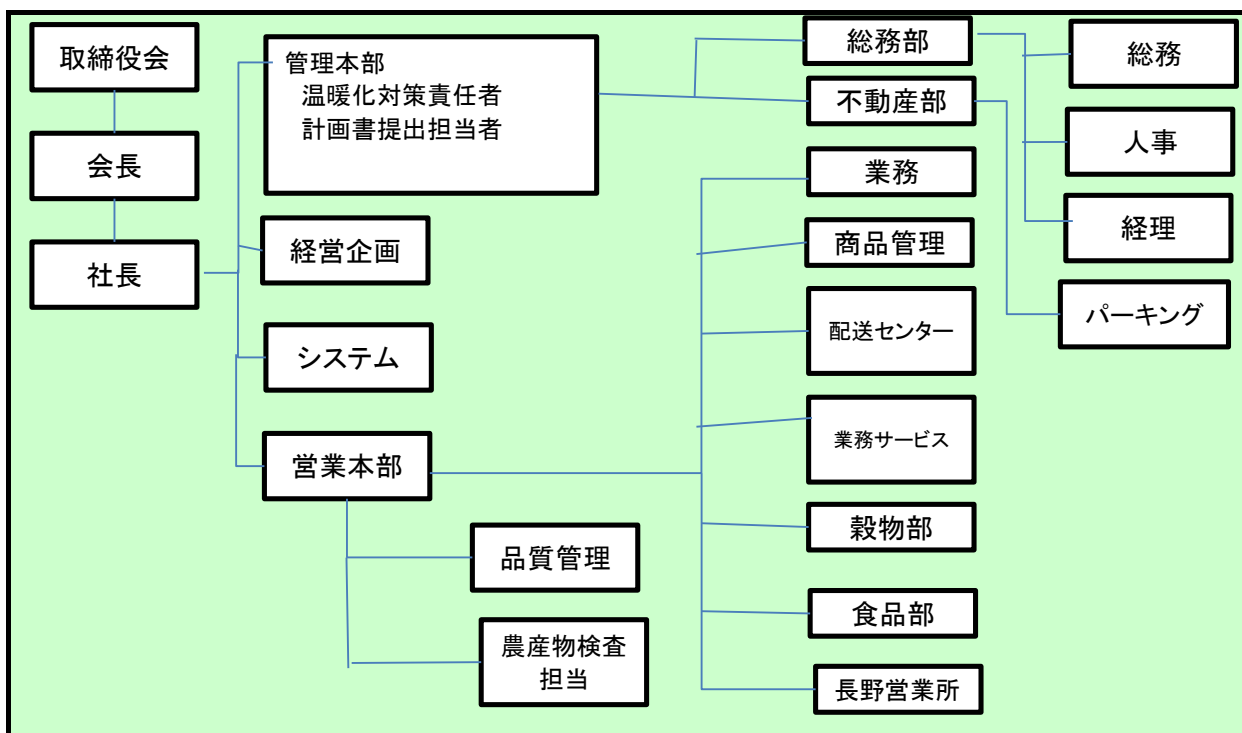 取締役会
会長
社長
管理本部
温暖化対策責任者
計画書提出担当者
経営企画
システム
営業本部
品質管理
農産物検査
担当
総務部
不動産部
業務
商品管理
配送センター
業務サービス
穀物部
食品部
長野営業所
総務
人事
経理
パーキング